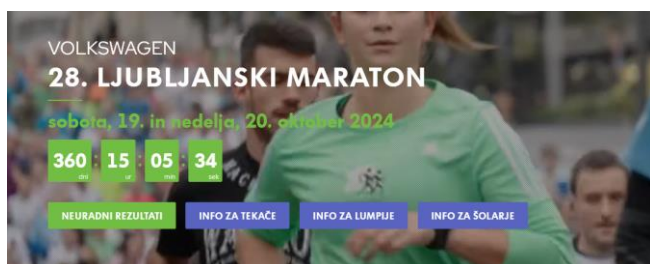 VOLKSWAGEN
28. LJUBLJANSKI MARATON
sobota, 19. in nedelja, 20. oktober 2024
360 : 15 : 05 : 34
dni ur min sek
NEURADNI REZULTATI INFO ZA TEKAČE INFO ZA LUMPIJE INFO ZA ŠOLARJE